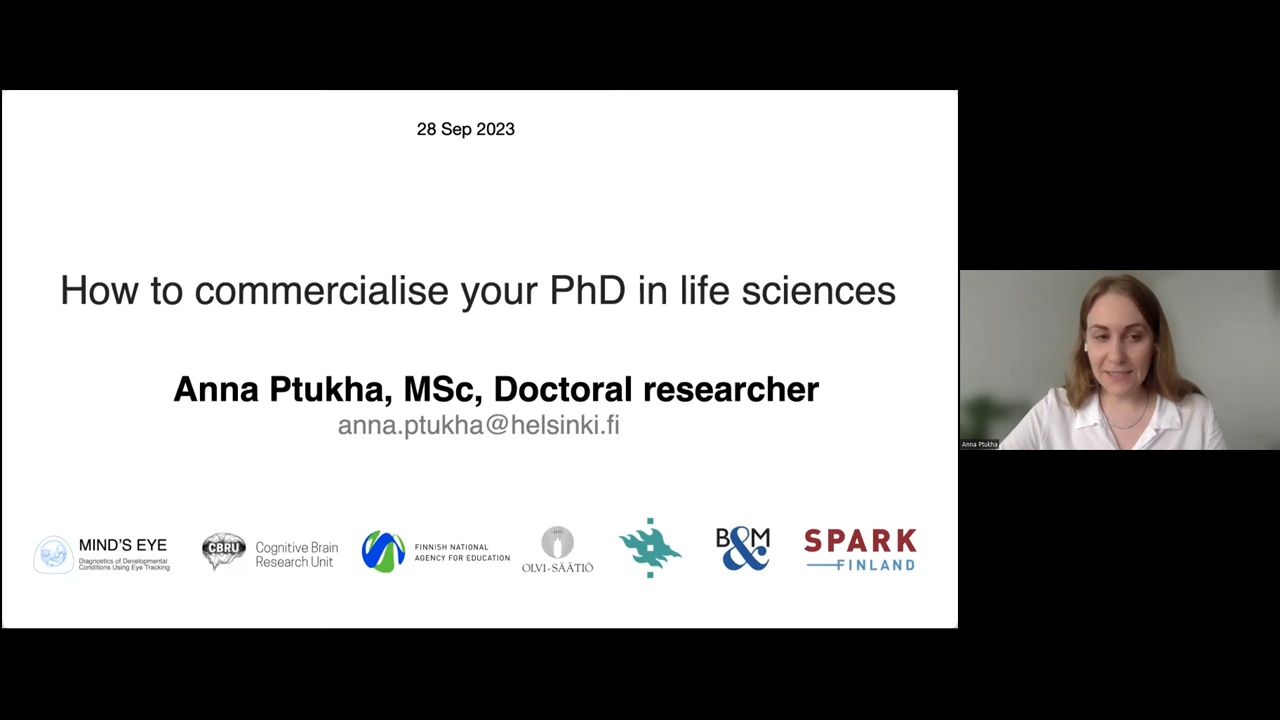 28 Sep 2023
How to commercialise your PhD in life sciences
Anna Ptukha, MSc, Doctoral researcher
anna.ptukha@helsinki.fi
MIND'S EYE
Diagnostics of Developmental
Conditions Using Eye Tracking
CBRU
Cognitive Brain
Research Unit
FINNISH NATIONAL
AGENCY FOR EDUCATION
OLVI-SÄÄTIÖ
B&M
SPARK
FINLAND
Anna Ptukha